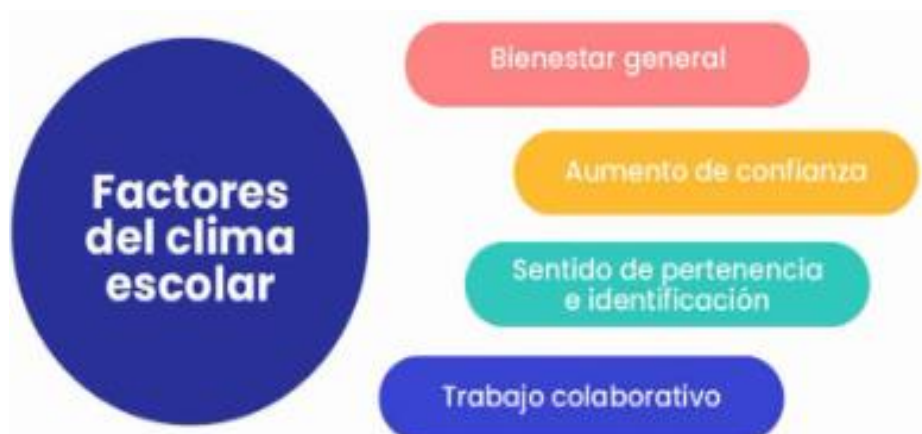 Factores
del clima
escolar
Bienestar general
Aumento de confianza
Sentido de pertenencia
e identificación
Trabajo colaborativo